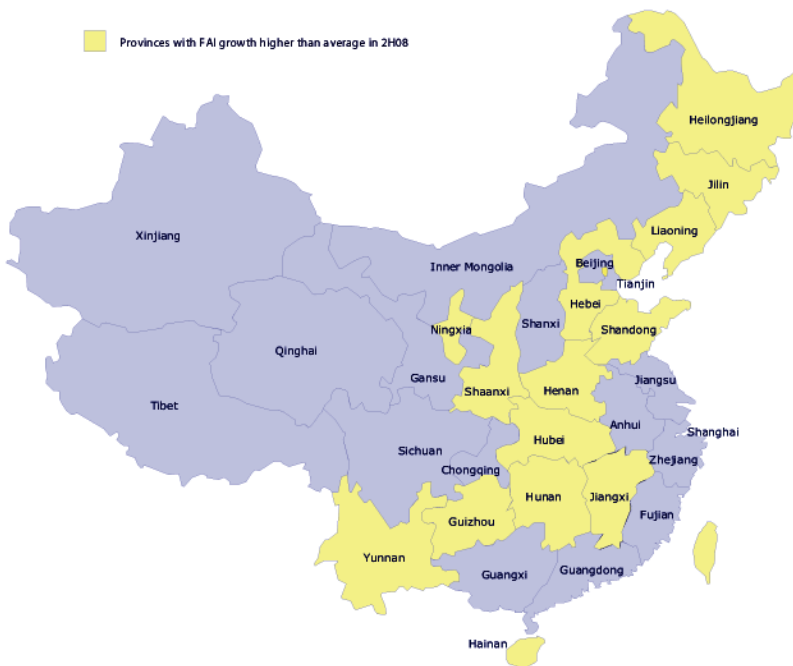 Provinces with FAI growth higher than average in 2H08
Heilongjiang
Jilin
Liaoning
Xinjiang
Inner Mongolia
Beijing
Tianjin
Hebei
Shanxi
Ningxia
Shandong
Qinghai
Gansu
Shaanxi
Henan
Jiangsu
Tibet
Anhui
Shanghai
Hubei
Sichuan
Zhejiang
Chongqing
Hunan
Jiangxi
Fujian
Guizhou
Yunnan
Guangxi
Guangdong
Hainan